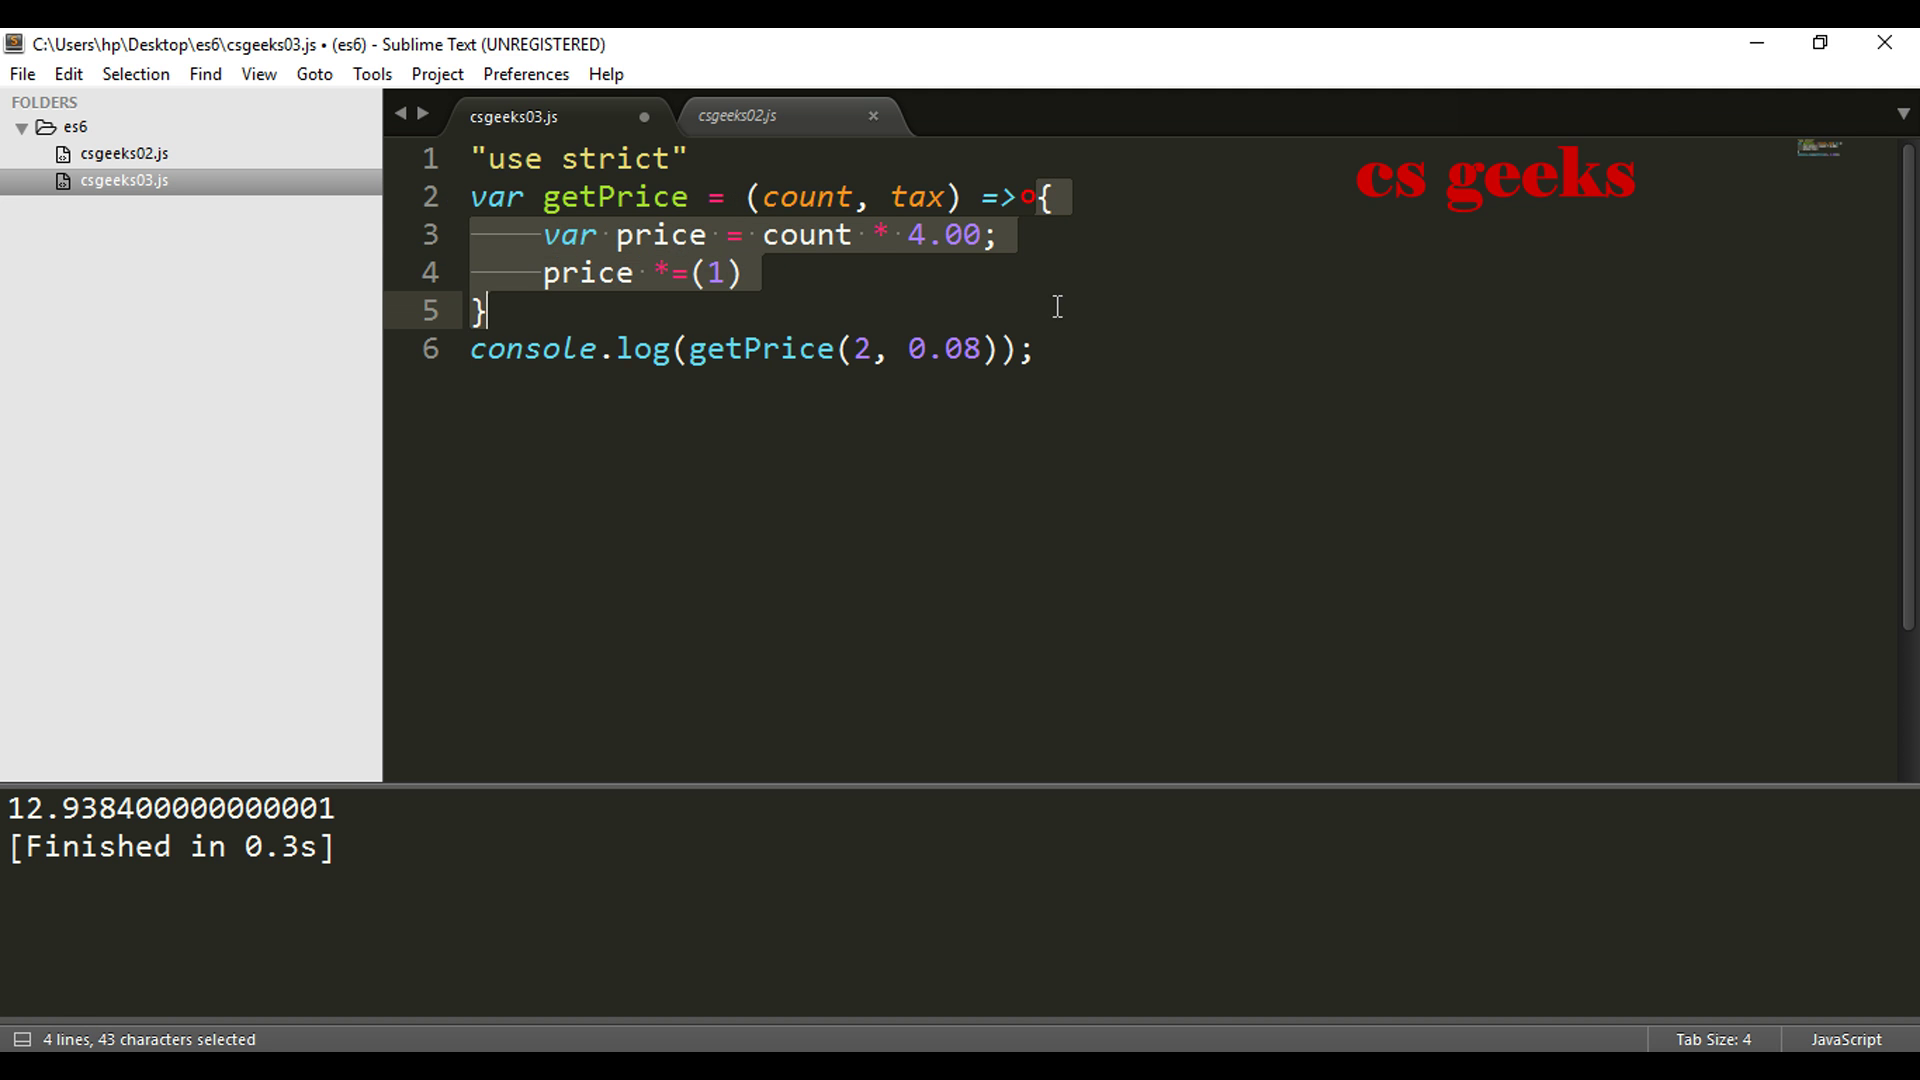 C:\Users\hp\Desktop\es6\csgeeks03.js • (es6) - Sublime Text (UNREGISTERED)
File Edit Selection Find View Goto Tools Project Preferences Help
FOLDERS
es6
csgeeks02.js
csgeeks03.js
csgeeks03.js
csgeeks02.js
cs geeks
1 "use strict"
2 var getPrice = (count, tax) => {
3 var price = count * 4.00;
4 price *=(1)
5 }
6 console.log(getPrice(2, 0.08));
12.938400000000001
[Finished in 0.3s]
4 lines, 43 characters selected
Tab Size: 4
JavaScript